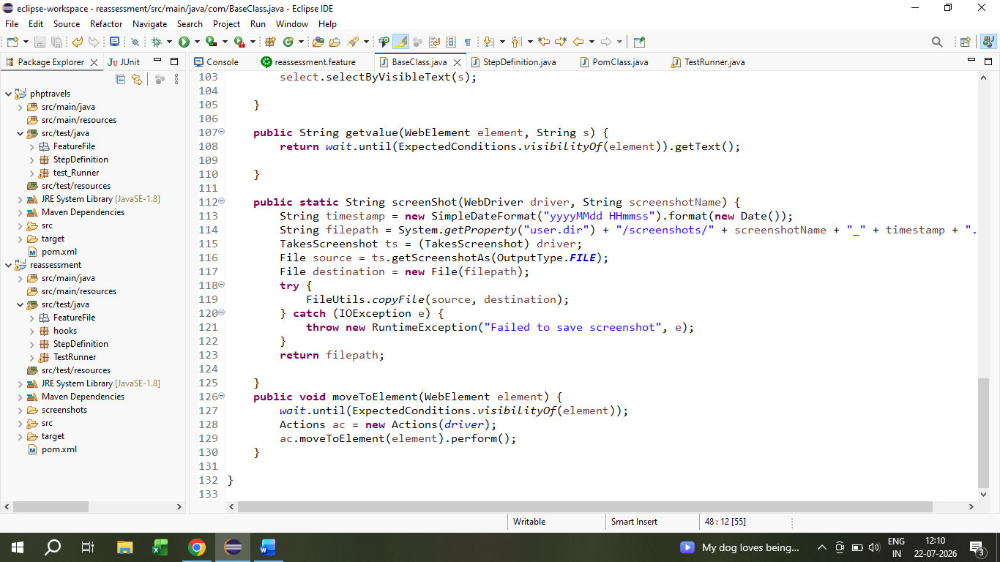 eclipse-workspace - reassessment/src/main/java/com/BaseClass.java - Eclipse IDE
File Edit Source Refactor Navigate Search Project Run Window Help
Package Explorer JUnit
Console reassessment.feature BaseClass.java StepDefinition.java PomClass.java TestRunner.java
phptravels
src/main/java
src/main/resources
src/test/java
FeatureFile
StepDefinition
test_Runner
src/test/resources
JRE System Library [JavaSE-1.8]
Maven Dependencies
src
target
pom.xml
reassessment
src/main/java
src/main/resources
src/test/java
FeatureFile
hooks
StepDefinition
TestRunner
src/test/resources
JRE System Library [JavaSE-1.8]
Maven Dependencies
screenshots
src
target
pom.xml
103 select.selectByVisibleText(s);
104
105 }
106
107 public String getvalue(WebElement element, String s) {
108 return wait.until(ExpectedConditions.visibilityOf(element)).getText();
109
110 }
111
112 public static String screenShot(WebDriver driver, String screenshotName) {
113 String timestamp = new SimpleDateFormat("yyyyMMdd HHmmss").format(new Date());
114 String filepath = System.getProperty("user.dir") + "/screenshots/" + screenshotName + "_" + timestamp + ".
115 TakesScreenshot ts = (TakesScreenshot) driver;
116 File source = ts.getScreenshotAs(OutputType.FILE);
117 File destination = new File(filepath);
118 try {
119 FileUtils.copyFile(source, destination);
120 } catch (IOException e) {
121 throw new RuntimeException("Failed to save screenshot", e);
122 }
123 return filepath;
124
125 }
126 public void moveToElement(WebElement element) {
127 wait.until(ExpectedConditions.visibilityOf(element));
128 Actions ac = new Actions(driver);
129 ac.moveToElement(element).perform();
130 }
131
132 }
133
Writable Smart Insert 48 : 12 [55]
My dog loves being... ENG IN 12:10 22-07-2026 3